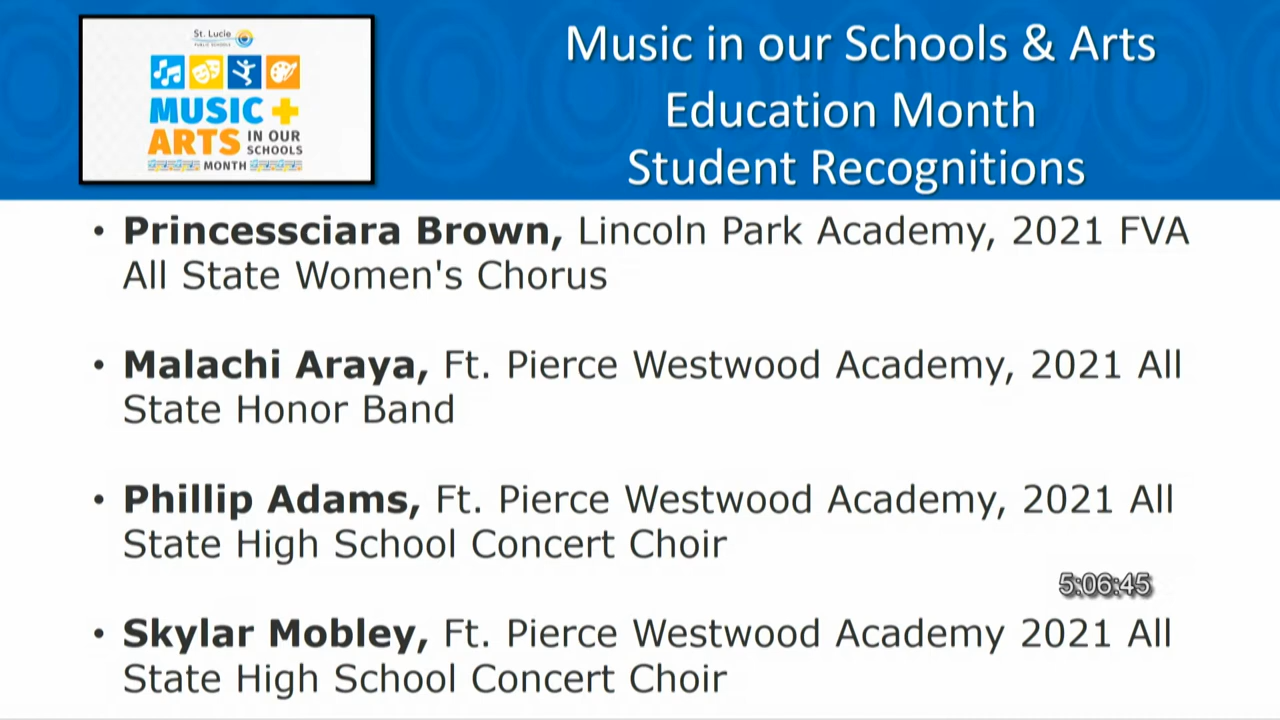 St. Lucie
PUBLIC SCHOOLS
MUSIC +
ARTS IN OUR
SCHOOLS
MONTH
Music in our Schools & Arts
Education Month
Student Recognitions
• Princessciara Brown, Lincoln Park Academy, 2021 FVA
All State Women's Chorus
• Malachi Araya, Ft. Pierce Westwood Academy, 2021 All
State Honor Band
• Phillip Adams, Ft. Pierce Westwood Academy, 2021 All
State High School Concert Choir
5:06:45
• Skylar Mobley, Ft. Pierce Westwood Academy 2021 All
State High School Concert Choir